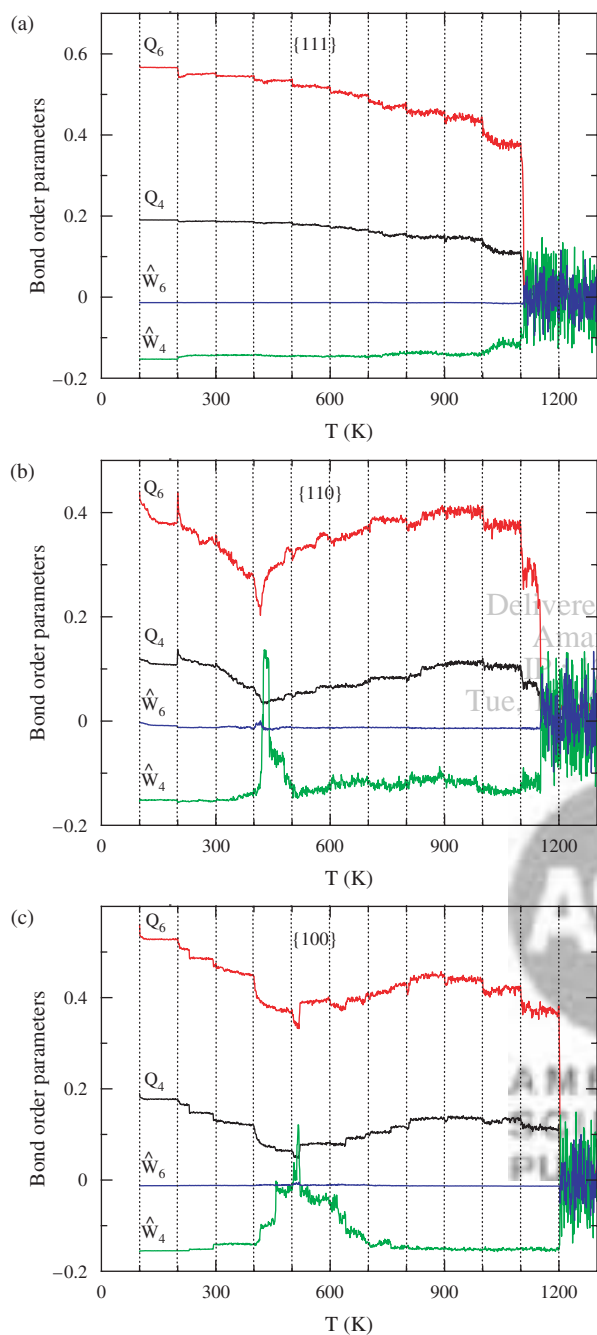 (a)
0.6
0.4
0.2
0
−0.2
Bond order parameters
Q6
{111}
Q4
Ŵ6
Ŵ4
0 300 600 900 1200
T (K)
(b)
0.4
0.2
0
−0.2
Bond order parameters
Q6
{110}
Q4
Ŵ6
Ŵ4
Delivered
Tue,
0 300 600 900 1200
T (K)
(c)
0.4
0.2
0
−0.2
Bond order parameters
Q6
{100}
Q4
Ŵ6
Ŵ4
0 300 600 900 1200
T (K)